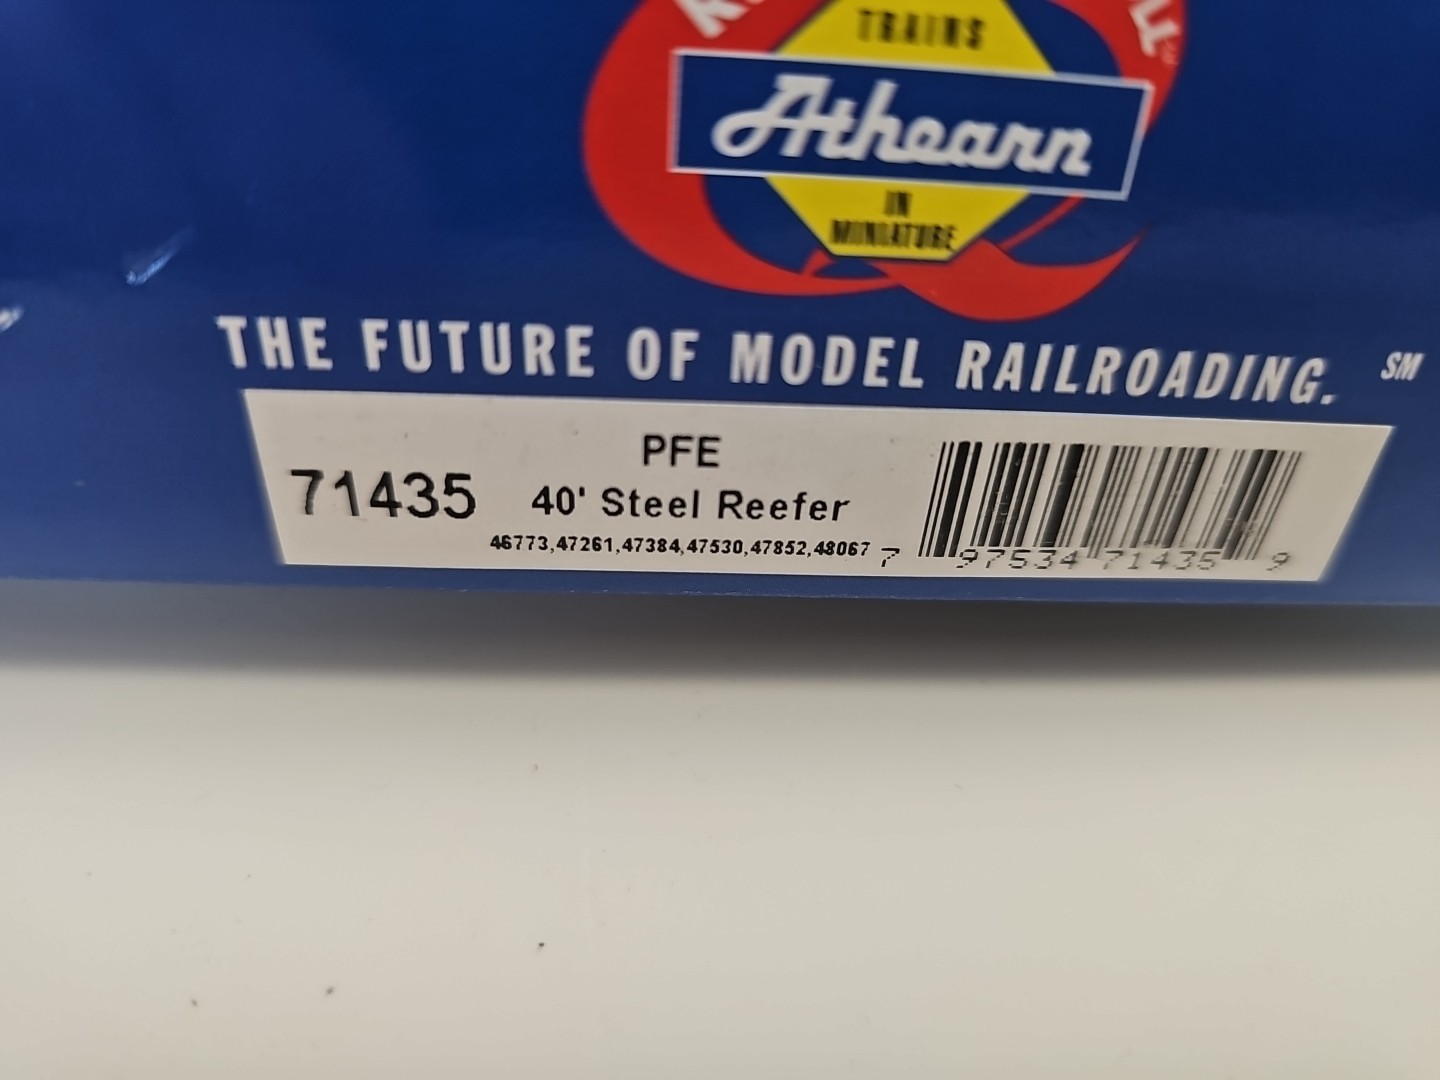 TRAINS
Athearn
IN
MINIATURE
THE FUTURE OF MODEL RAILROADING. SM
PFE
71435 40' Steel Reefer
46773,47261,47384,47530,47852,48067
7 97534 71435 9